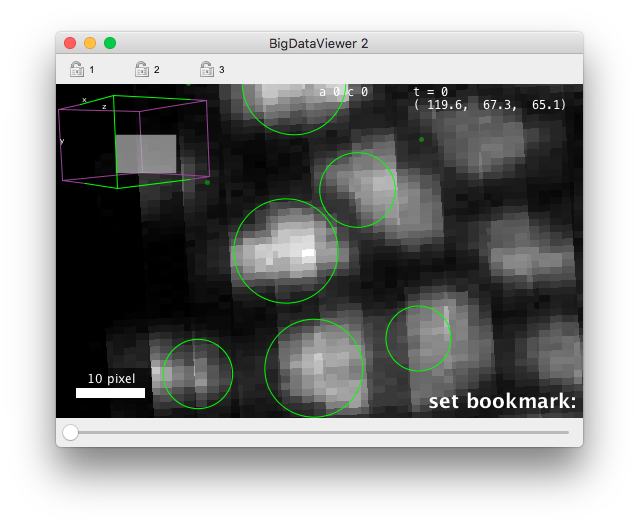 BigDataViewer 2
1 2 3
x
z
y
a 0 c 0
t = 0
( 119.6, 67.3, 65.1)
10 pixel
set bookmark: